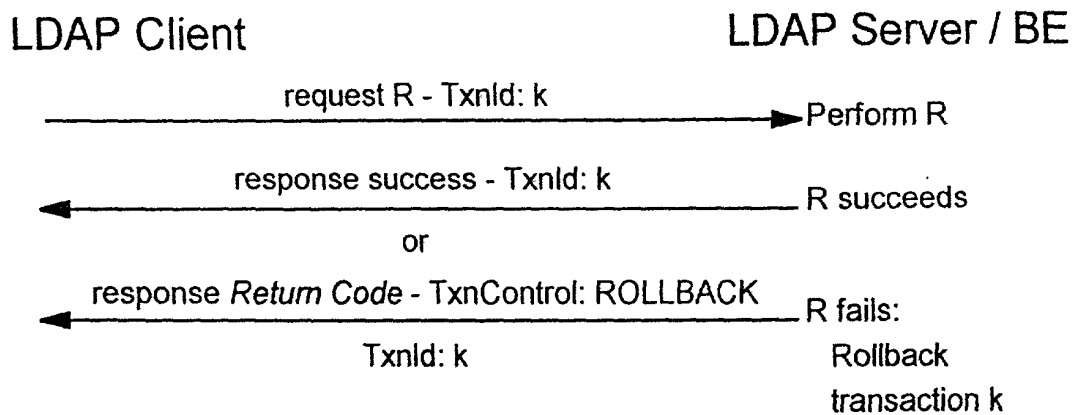 LDAP Client
LDAP Server / BE
request R - TxnId: k
Perform R
response success - TxnId: k
R succeeds
or
response Return Code - TxnControl: ROLLBACK
R fails:
TxnId: k
Rollback
transaction k